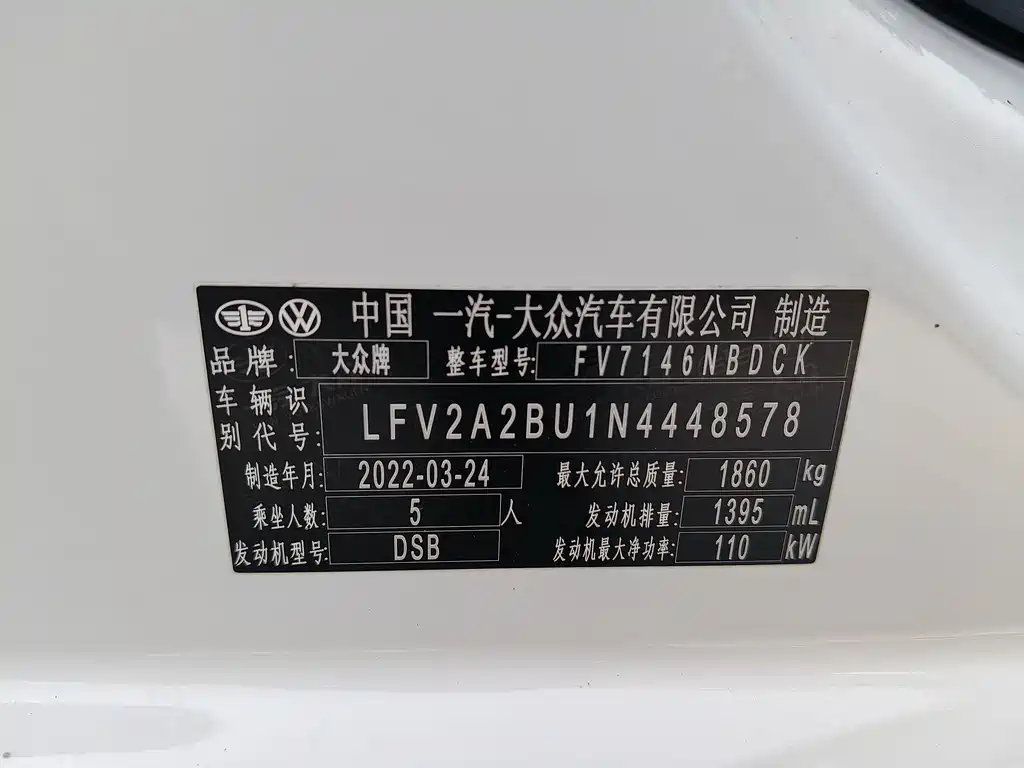 中国 一汽-大众汽车有限公司 制造
品牌: 大众牌 整车型号: FV7146NBDCK
车辆识别代号: LFV2A2BU1N4448578
制造年月: 2022-03-24 最大允许总质量: 1860 kg
乘坐人数: 5 人 发动机排量: 1395 mL
发动机型号: DSB 发动机最大净功率: 110 kW